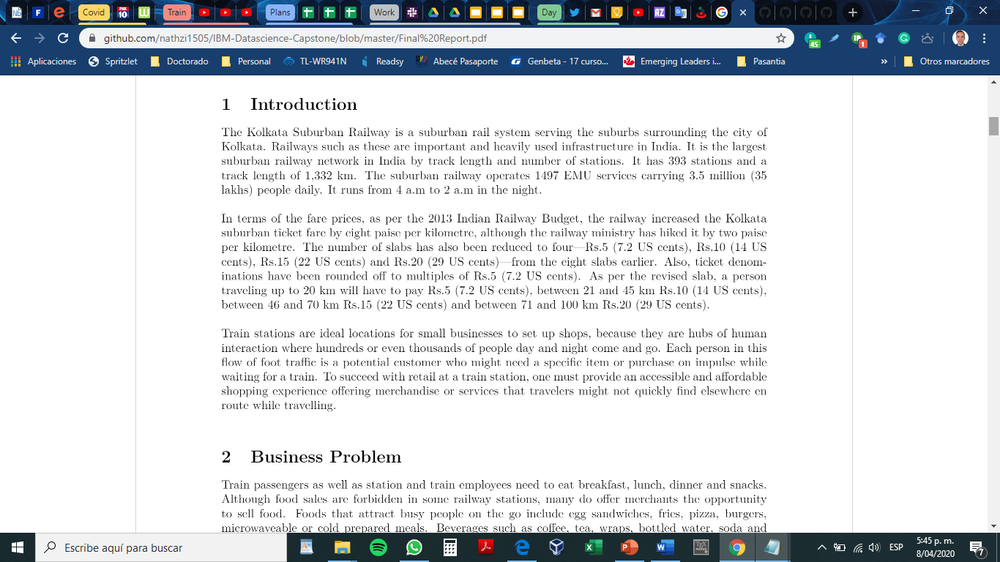 Covid
Train
Plans
Work
Day
github.com/nathzi1505/IBM-Datascience-Capstone/blob/master/Final%20Report.pdf
45
1
Aplicaciones
Spritzlet
Doctorado
Personal
TL-WR941N
Readsy
Abecé Pasaporte
Genbeta - 17 curso...
Emerging Leaders i...
Pasantia
»
Otros marcadores
1 Introduction
The Kolkata Suburban Railway is a suburban rail system serving the suburbs surrounding the city of
Kolkata. Railways such as these are important and heavily used infrastructure in India. It is the largest
suburban railway network in India by track length and number of stations. It has 393 stations and a
track length of 1,332 km. The suburban railway operates 1497 EMU services carrying 3.5 million (35
lakhs) people daily. It runs from 4 a.m to 2 a.m in the night.
In terms of the fare prices, as per the 2013 Indian Railway Budget, the railway increased the Kolkata
suburban ticket fare by eight paise per kilometre, although the railway ministry has hiked it by two paise
per kilometre. The number of slabs has also been reduced to four—Rs.5 (7.2 US cents), Rs.10 (14 US
cents), Rs.15 (22 US cents) and Rs.20 (29 US cents)—from the eight slabs earlier. Also, ticket denom-
inations have been rounded off to multiples of Rs.5 (7.2 US cents). As per the revised slab, a person
traveling up to 20 km will have to pay Rs.5 (7.2 US cents), between 21 and 45 km Rs.10 (14 US cents),
between 46 and 70 km Rs.15 (22 US cents) and between 71 and 100 km Rs.20 (29 US cents).
Train stations are ideal locations for small businesses to set up shops, because they are hubs of human
interaction where hundreds or even thousands of people day and night come and go. Each person in this
flow of foot traffic is a potential customer who might need a specific item or purchase on impulse while
waiting for a train. To succeed with retail at a train station, one must provide an accessible and affordable
shopping experience offering merchandise or services that travelers might not quickly find elsewhere en
route while travelling.
2 Business Problem
Train passengers as well as station and train employees need to eat breakfast, lunch, dinner and snacks.
Although food sales are forbidden in some railway stations, many do offer merchants the opportunity
to sell food. Foods that attract busy people on the go include egg sandwiches, fries, pizza, burgers,
microwaveable or cold prepared meals. Beverages such as coffee, tea, wraps, bottled water, soda and
Escribe aquí para buscar
ESP
5:45 p. m.
8/04/2020
7